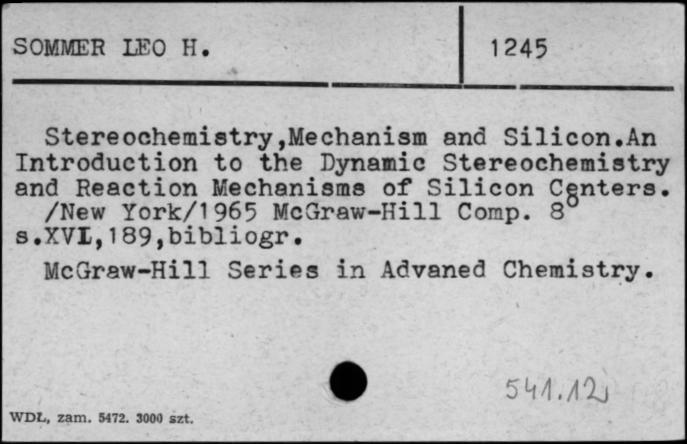 SOMMER LEO H.
1245
Stereochemistry,Mechanism and Silicon.An
Introduction to the Dynamic Stereochemistry
and Reaction Mechanisms of Silicon Centers.
/New York/1965 McGraw-Hill Comp. 8°
s.XVI,189,bibliogr.
McGraw-Hill Series in Advaned Chemistry.
541.12
WDŁ, zam. 5472. 3000 szt.